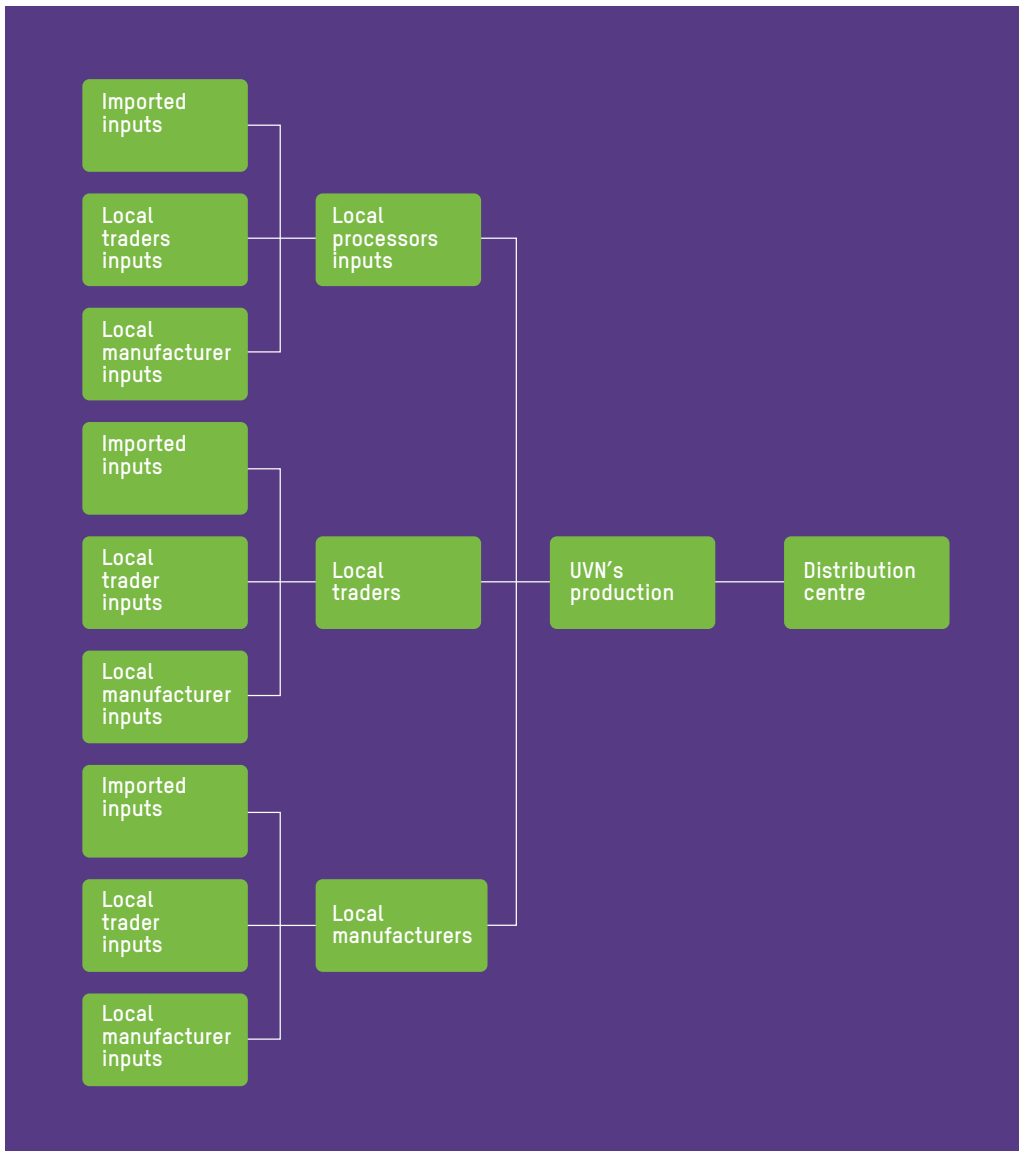 Imported
inputs
Local
traders
inputs
Local
manufacturer
inputs
Local
processors
inputs
Imported
inputs
Local
trader
inputs
Local
manufacturer
inputs
Local
traders
UVN's
production
Distribution
centre
Imported
inputs
Local
trader
inputs
Local
manufacturer
inputs
Local
manufacturers